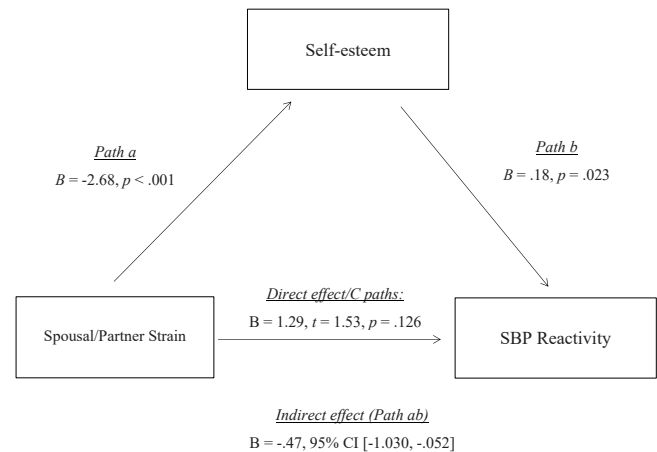 Self-esteem
Path a
B = -2.68, p < .001
Path b
B = .18, p = .023
Spousal/Partner Strain
Direct effect/C paths:
B = 1.29, t = 1.53, p = .126
SBP Reactivity
Indirect effect (Path ab)
B = -.47, 95% CI [-1.030, -.052]